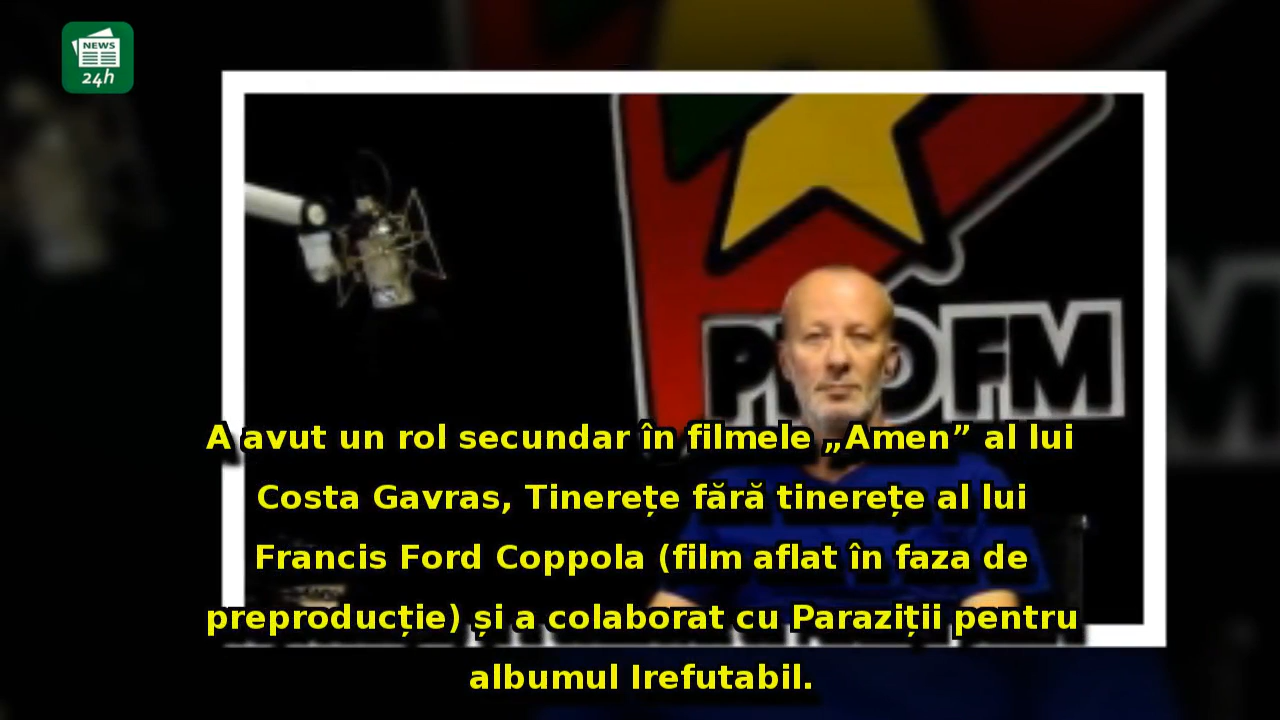 NEWS
24h
PROFM
A avut un rol secundar în filmele „Amen” al lui
Costa Gavras, Tinerețe fără tinerețe al lui
Francis Ford Coppola (film aflat în faza de
preproducție) și a colaborat cu Paraziții pentru
albumul Irefutabil.